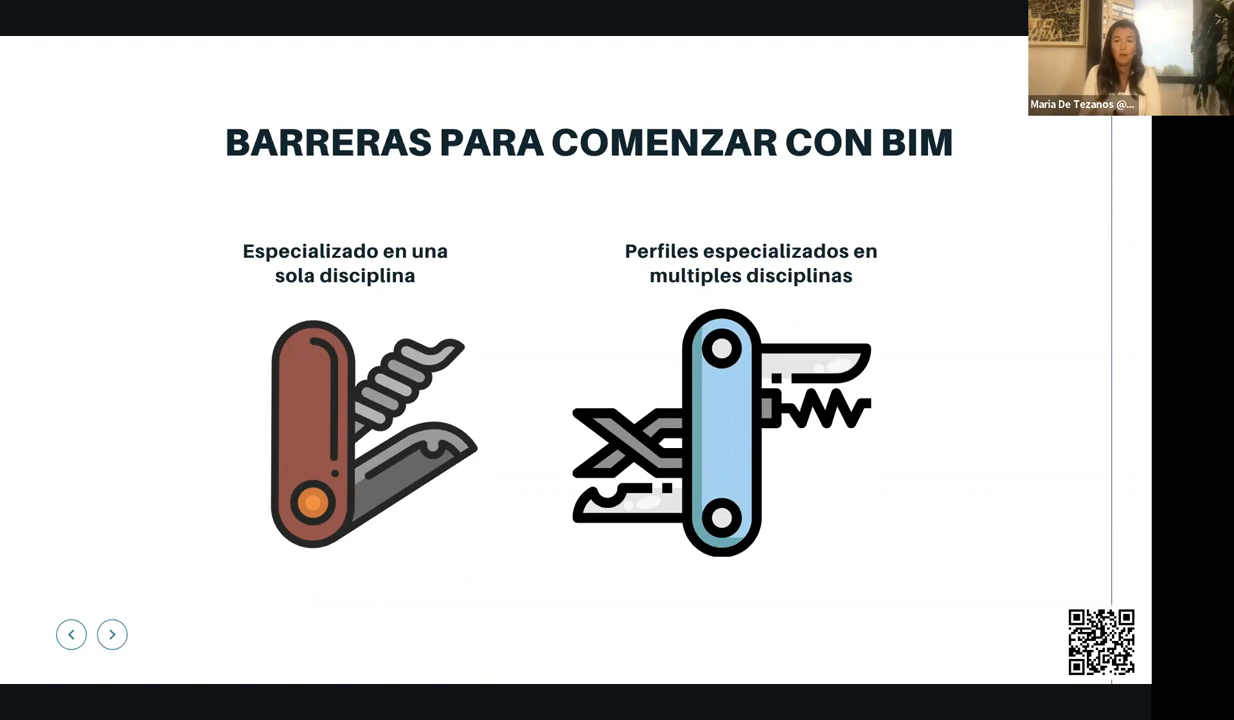 Maria De Tezanos @...
BARRERAS PARA COMENZAR CON BIM
Especializado en una
sola disciplina
Perfiles especializados en
multiples disciplinas